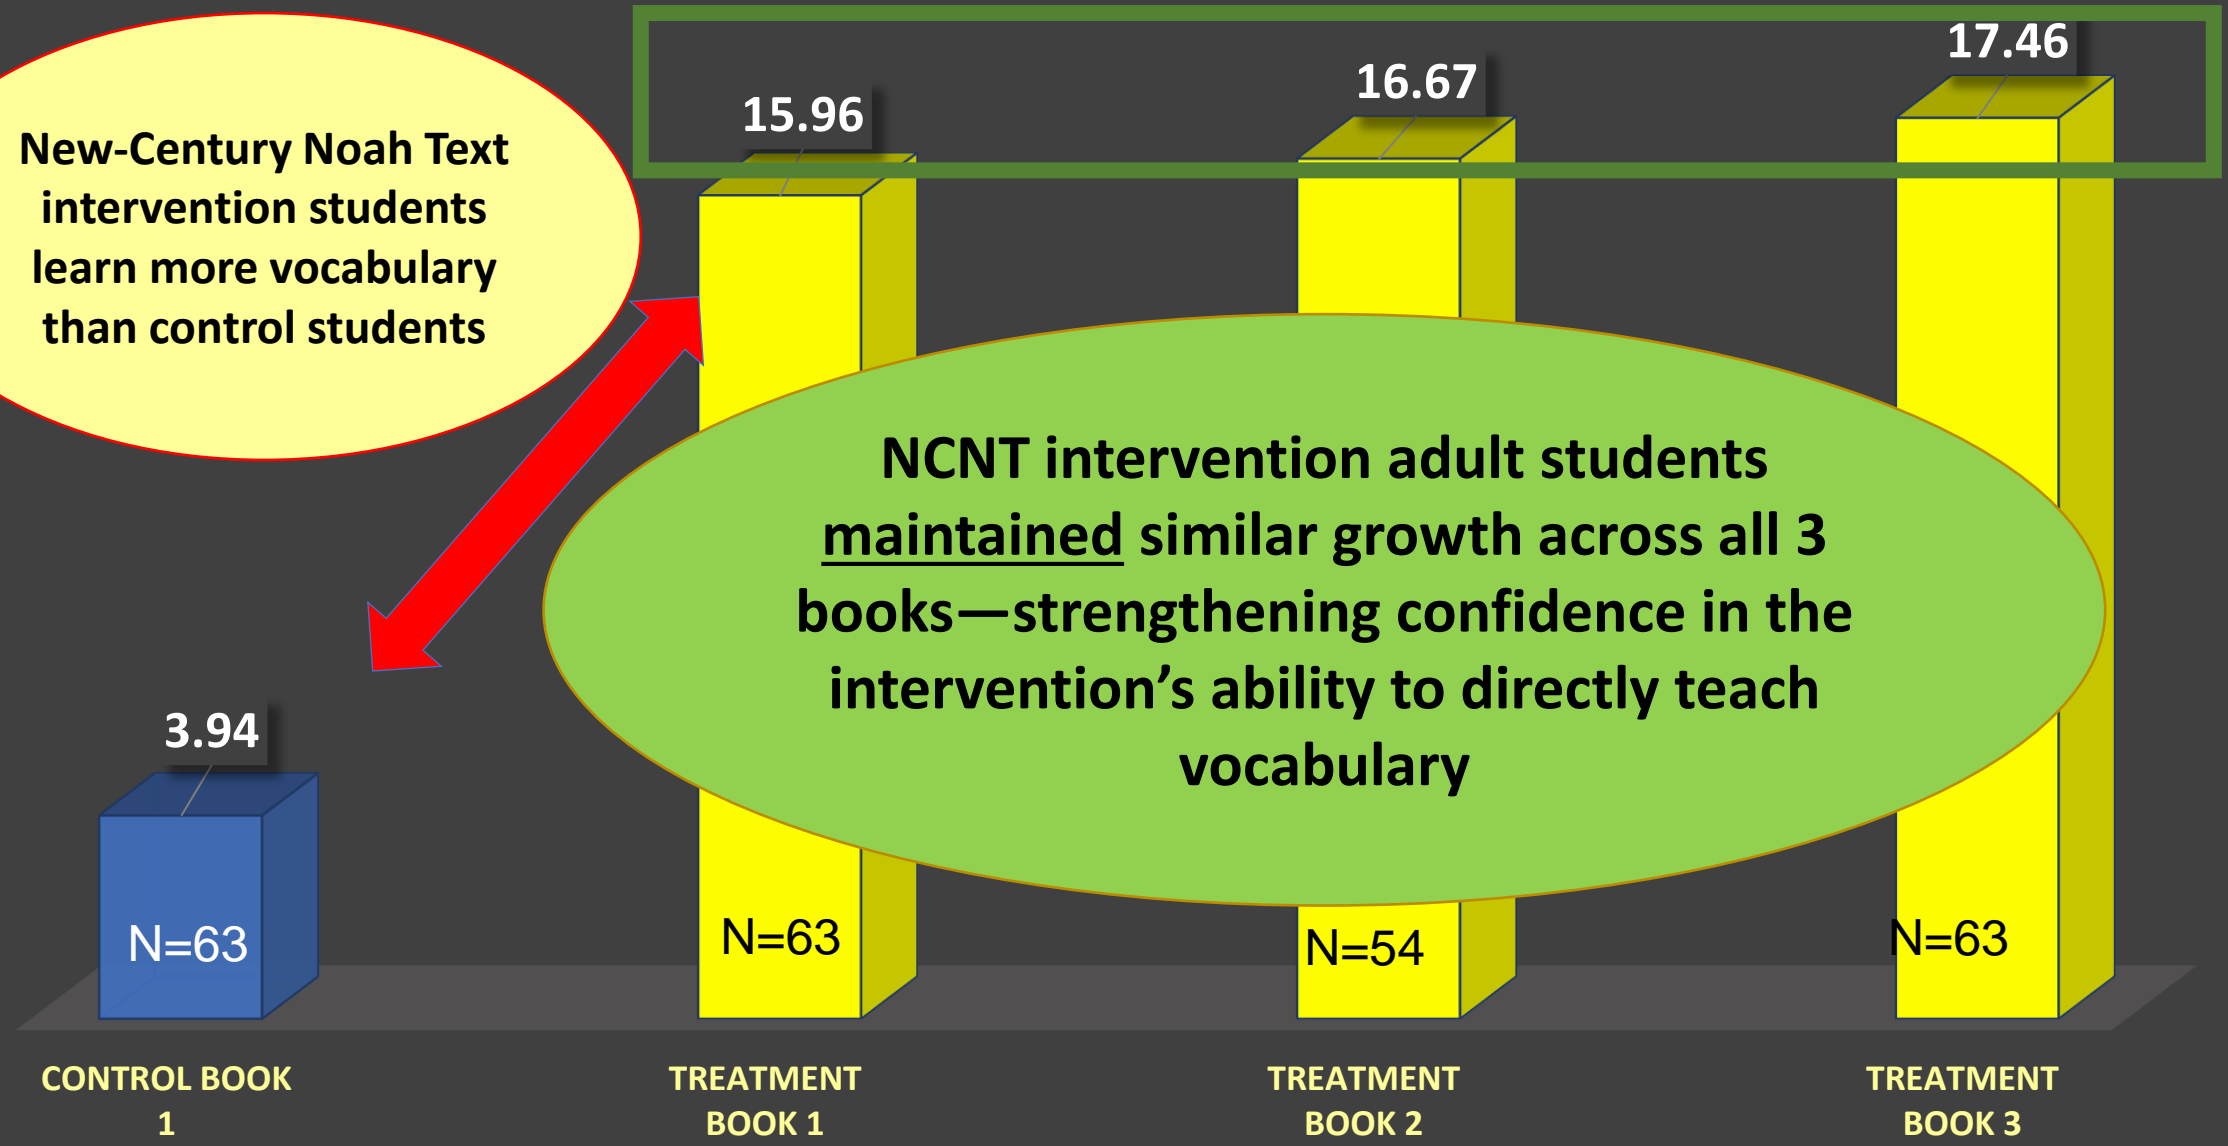 New-Century Noah Text
intervention students
learn more vocabulary
than control students
15.96
16.67
17.46
NCNT intervention adult students
maintained similar growth across all 3
books—strengthening confidence in the
intervention’s ability to directly teach
vocabulary
3.94
N=63
N=63
N=54
N=63
CONTROL BOOK
1
TREATMENT
BOOK 1
TREATMENT
BOOK 2
TREATMENT
BOOK 3